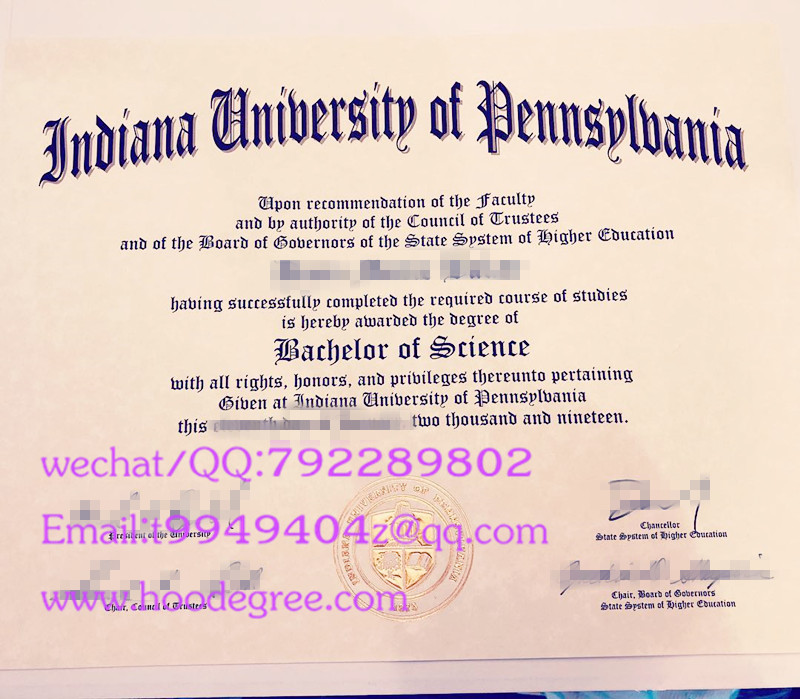 Indiana University of Pennsylvania
Upon recommendation of the Faculty
and by authority of the Council of Trustees
and of the Board of Governors of the State System of Higher Education
having successfully completed the required course of studies
is hereby awarded the degree of
Bachelor of Science
with all rights, honors, and privileges thereunto pertaining
Given at Indiana University of Pennsylvania
this two thousand and nineteen.
wechat/QQ:792289802
Email:t9949404z@qq.com
President of the University
Chancellor
State System of Higher Education
www.hoodegree.com
Chair, Council of Trustees
Chair, Board of Governors
State System of Higher Education